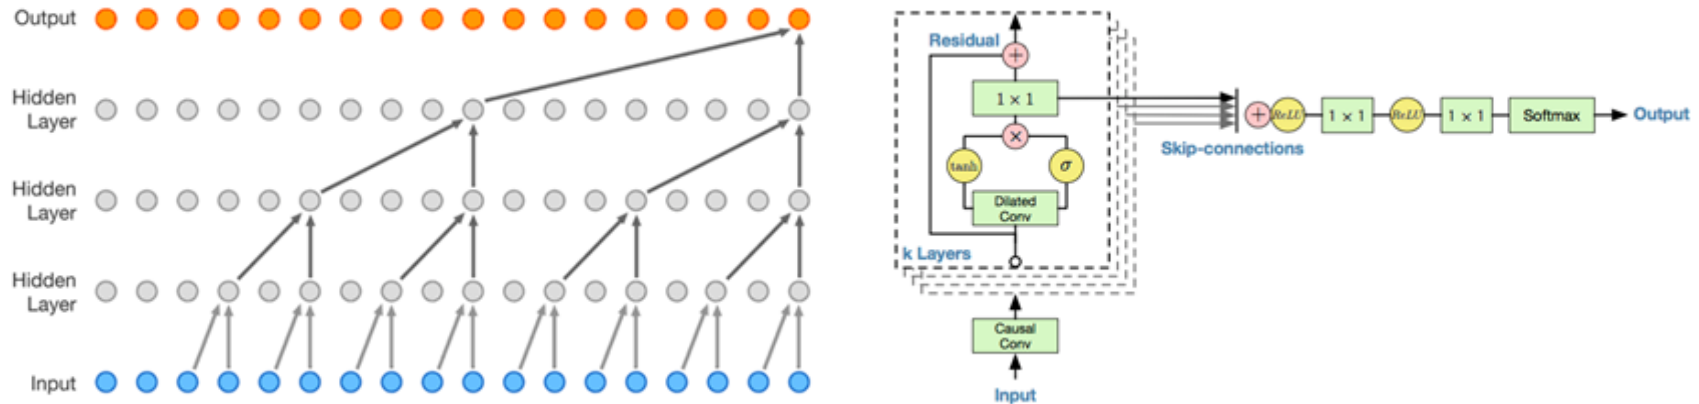 Output
Hidden
Layer
Hidden
Layer
Hidden
Layer
Input
Residual
+
1 × 1
×
tanh
σ
Dilated
Conv
k Layers
Causal
Conv
Input
Skip-connections
+
ReLU
1 × 1
ReLU
1 × 1
Softmax
Output